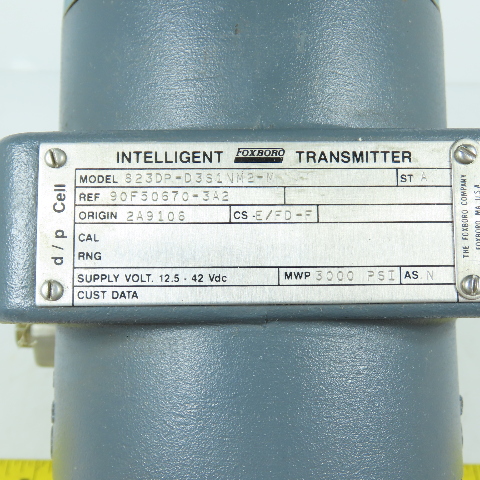 INTELLIGENT FOXBORO TRANSMITTER
MODEL 823DP-D3S1NM2-M ST A
REF 90F50670-3A2
ORIGIN 2A9106 CS-E/FD-F
CAL
RNG
SUPPLY VOLT. 12.5 - 42 Vdc MWP 3000 PSI AS N
CUST DATA
d / p Cell
THE FOXBORO COMPANY
FOXBORO MA U.S.A.